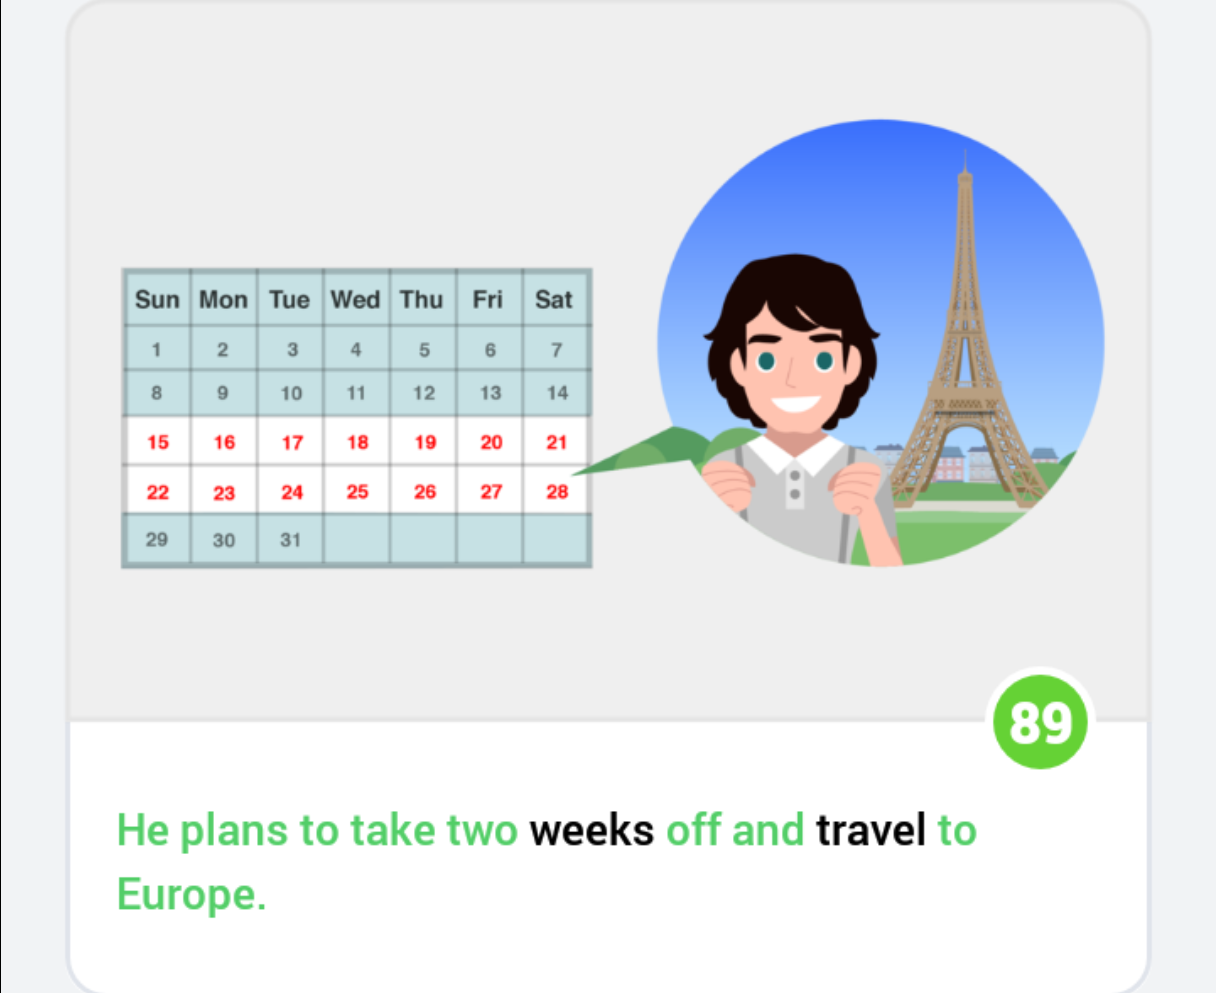 Sun Mon Tue Wed Thu Fri Sat
1 2 3 4 5 6 7
8 9 10 11 12 13 14
15 16 17 18 19 20 21
22 23 24 25 26 27 28
29 30 31
89
He plans to take two weeks off and travel to
Europe.